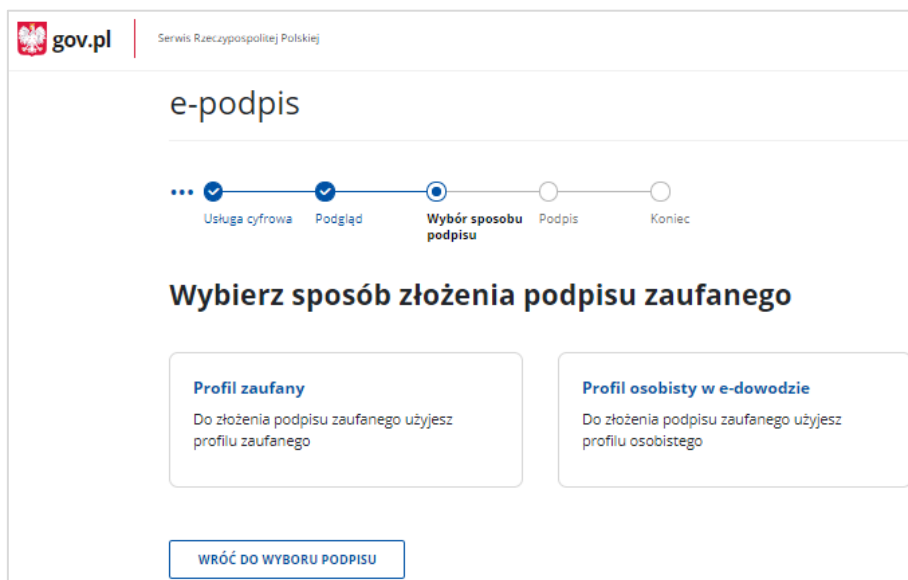 gov.pl
Serwis Rzeczypospolitej Polskiej
e-podpis
Usługa cyfrowa
Podgląd
Wybór sposobu
podpisu
Podpis
Koniec
Wybierz sposób złożenia podpisu zaufanego
Profil zaufany
Do złożenia podpisu zaufanego użyjesz
profilu zaufanego
Profil osobisty w e-dowodzie
Do złożenia podpisu zaufanego użyjesz
profilu osobistego
WRÓĆ DO WYBORU PODPISU